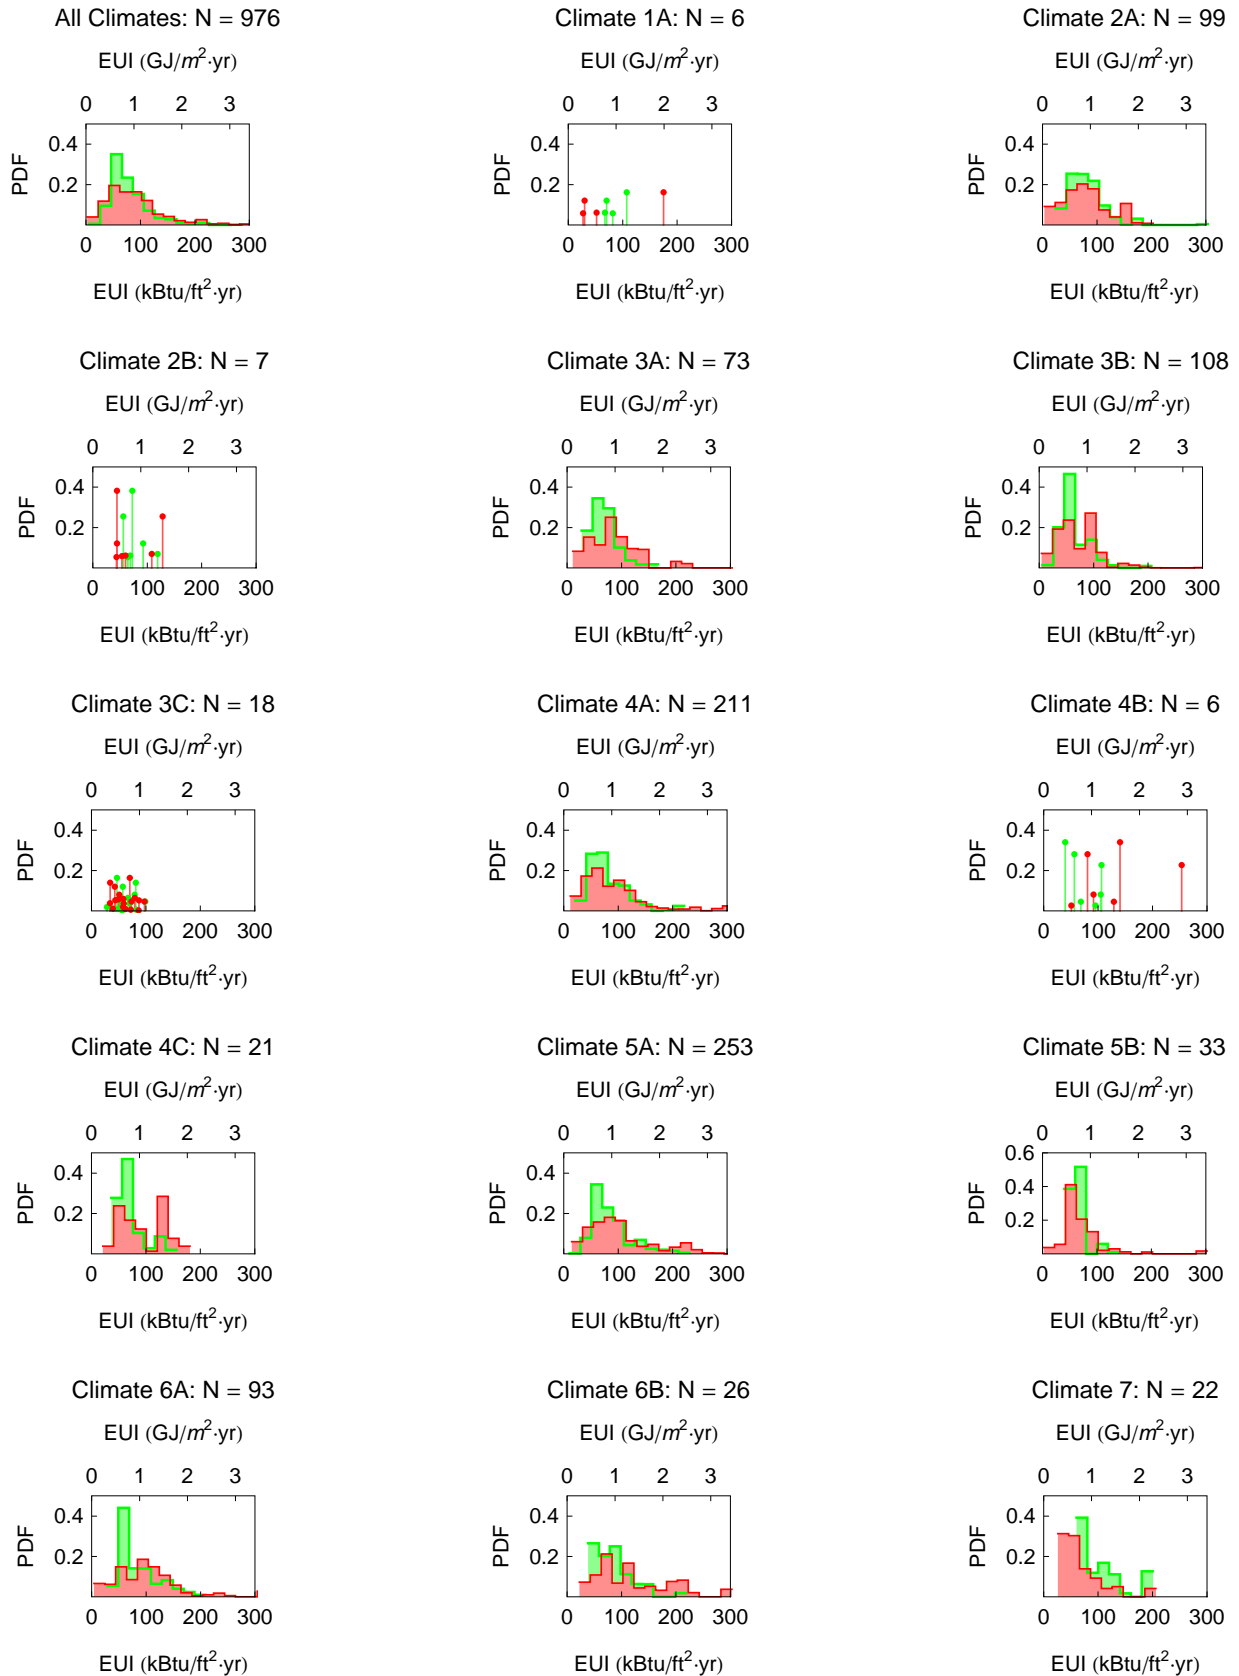 All Climates: N = 976
EUI (GJ/m²·yr)
0 1 2 3
0.4
0.2
PDF
0 100 200 300
EUI (kBtu/ft²·yr)
Climate 1A: N = 6
EUI (GJ/m²·yr)
0 1 2 3
0.4
0.2
PDF
0 100 200 300
EUI (kBtu/ft²·yr)
Climate 2A: N = 99
EUI (GJ/m²·yr)
0 1 2 3
0.4
0.2
PDF
0 100 200 300
EUI (kBtu/ft²·yr)
Climate 2B: N = 7
EUI (GJ/m²·yr)
0 1 2 3
0.4
0.2
PDF
0 100 200 300
EUI (kBtu/ft²·yr)
Climate 3A: N = 73
EUI (GJ/m²·yr)
0 1 2 3
0.4
0.2
PDF
0 100 200 300
EUI (kBtu/ft²·yr)
Climate 3B: N = 108
EUI (GJ/m²·yr)
0 1 2 3
0.4
0.2
PDF
0 100 200 300
EUI (kBtu/ft²·yr)
Climate 3C: N = 18
EUI (GJ/m²·yr)
0 1 2 3
0.4
0.2
PDF
0 100 200 300
EUI (kBtu/ft²·yr)
Climate 4A: N = 211
EUI (GJ/m²·yr)
0 1 2 3
0.4
0.2
PDF
0 100 200 300
EUI (kBtu/ft²·yr)
Climate 4B: N = 6
EUI (GJ/m²·yr)
0 1 2 3
0.4
0.2
PDF
0 100 200 300
EUI (kBtu/ft²·yr)
Climate 4C: N = 21
EUI (GJ/m²·yr)
0 1 2 3
0.4
0.2
PDF
0 100 200 300
EUI (kBtu/ft²·yr)
Climate 5A: N = 253
EUI (GJ/m²·yr)
0 1 2 3
0.4
0.2
PDF
0 100 200 300
EUI (kBtu/ft²·yr)
Climate 5B: N = 33
EUI (GJ/m²·yr)
0 1 2 3
0.6
0.4
0.2
PDF
0 100 200 300
EUI (kBtu/ft²·yr)
Climate 6A: N = 93
EUI (GJ/m²·yr)
0 1 2 3
0.4
0.2
PDF
0 100 200 300
EUI (kBtu/ft²·yr)
Climate 6B: N = 26
EUI (GJ/m²·yr)
0 1 2 3
0.4
0.2
PDF
0 100 200 300
EUI (kBtu/ft²·yr)
Climate 7: N = 22
EUI (GJ/m²·yr)
0 1 2 3
0.4
0.2
PDF
0 100 200 300
EUI (kBtu/ft²·yr)